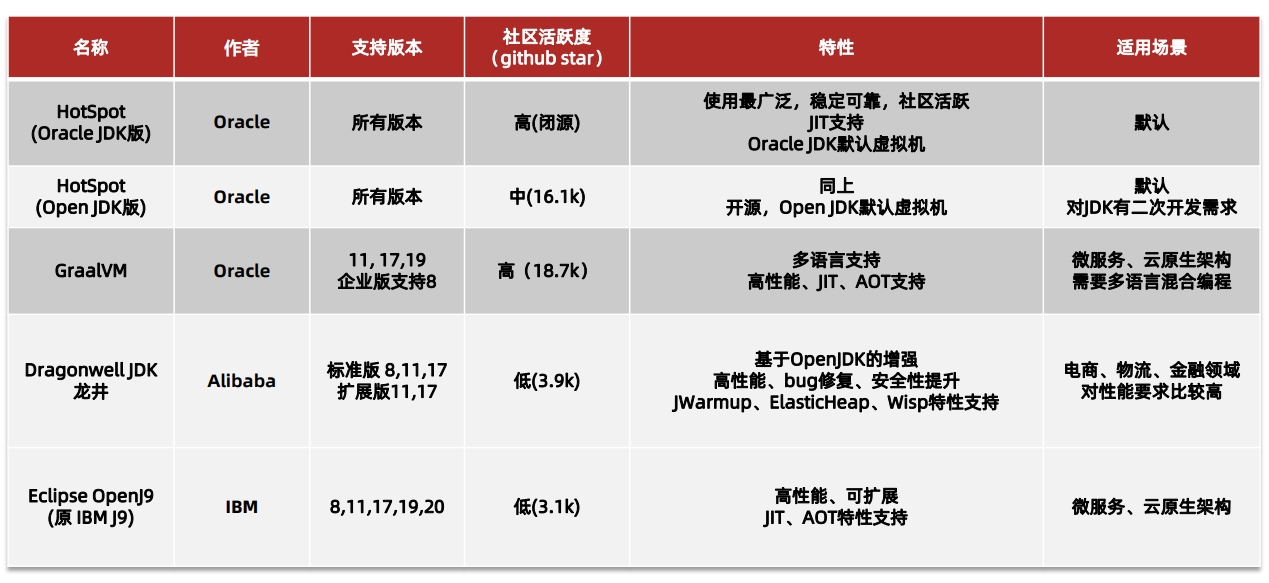 名称
作者
支持版本
社区活跃度
（github star）
特性
适用场景
HotSpot
(Oracle JDK版)
Oracle
所有版本
高(闭源)
使用最广泛，稳定可靠，社区活跃
JIT支持
Oracle JDK默认虚拟机
默认
HotSpot
(Open JDK版)
Oracle
所有版本
中(16.1k)
同上
开源，Open JDK默认虚拟机
默认
对JDK有二次开发需求
GraalVM
Oracle
11, 17,19
企业版支持8
高（18.7k）
多语言支持
高性能、JIT、AOT支持
微服务、云原生架构
需要多语言混合编程
Dragonwell JDK
龙井
Alibaba
标准版 8,11,17
扩展版11,17
低(3.9k)
基于OpenJDK的增强
高性能、bug修复、安全性提升
JWarmup、ElasticHeap、Wisp特性支持
电商、物流、金融领域
对性能要求比较高
Eclipse OpenJ9
(原 IBM J9)
IBM
8,11,17,19,20
低(3.1k)
高性能、可扩展
JIT、AOT特性支持
微服务、云原生架构